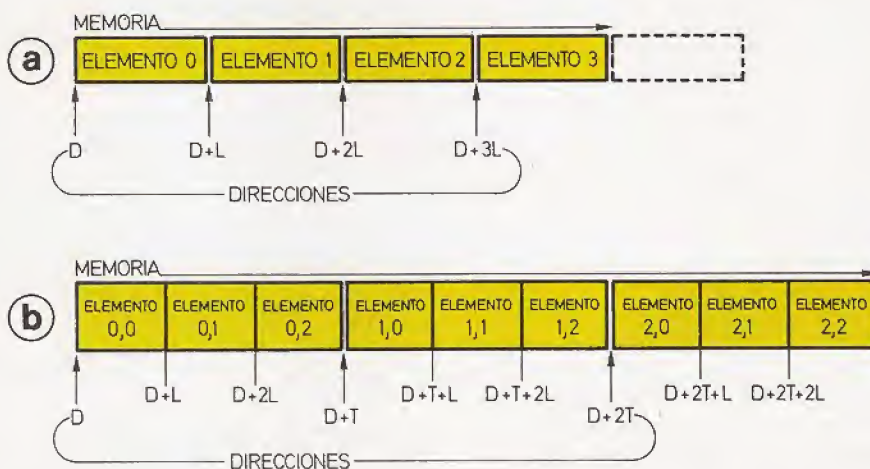 MEMORIA
a
ELEMENTO 0 ELEMENTO 1 ELEMENTO 2 ELEMENTO 3
D D+L D+2L D+3L
DIRECCIONES
MEMORIA
b
ELEMENTO 0,0 ELEMENTO 0,1 ELEMENTO 0,2 ELEMENTO 1,0 ELEMENTO 1,1 ELEMENTO 1,2 ELEMENTO 2,0 ELEMENTO 2,1 ELEMENTO 2,2
D D+L D+2L D+T D+T+L D+T+2L D+2T D+2T+L D+2T+2L
DIRECCIONES